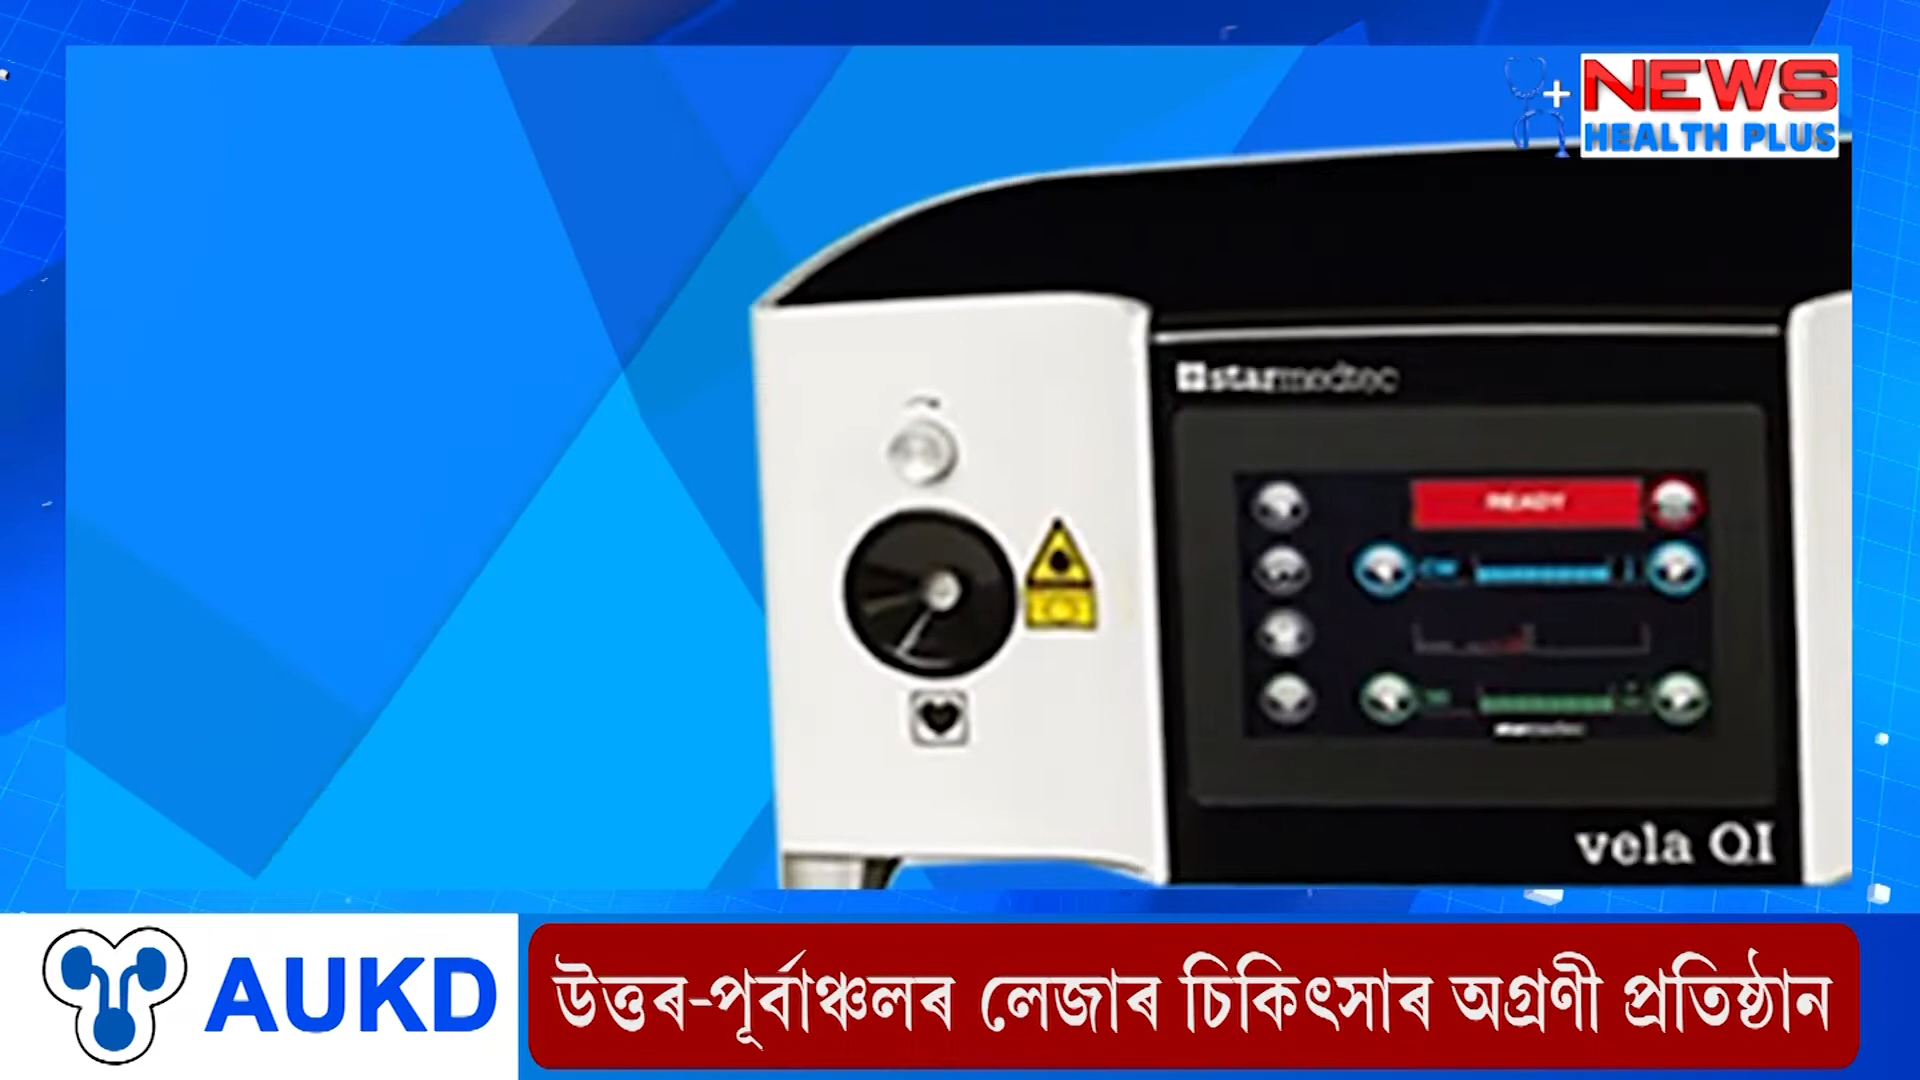 NEWS
HEALTH PLUS
starmedtec
READY
vela QI
AUKD
উত্তৰ-পূৰ্বাঞ্চলৰ লেজাৰ চিকিৎসাৰ অগ্ৰণী প্ৰতিষ্ঠান